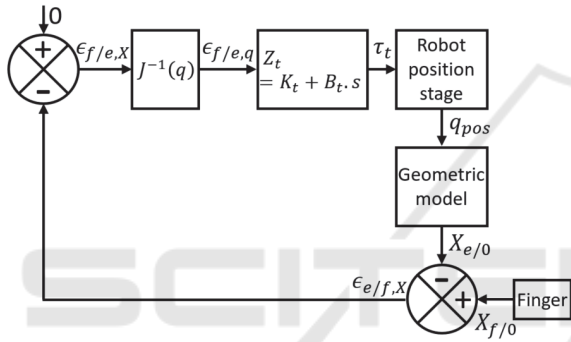 0
+
−
ϵ_{f/e,X}
J^{-1}(q)
ϵ_{f/e,q}
Z_t
= K_t + B_t.s
τ_t
Robot
position
stage
q_{pos}
Geometric
model
X_{e/0}
−
+
ϵ_{e/f,X}
X_{f/0}
Finger
SCITE